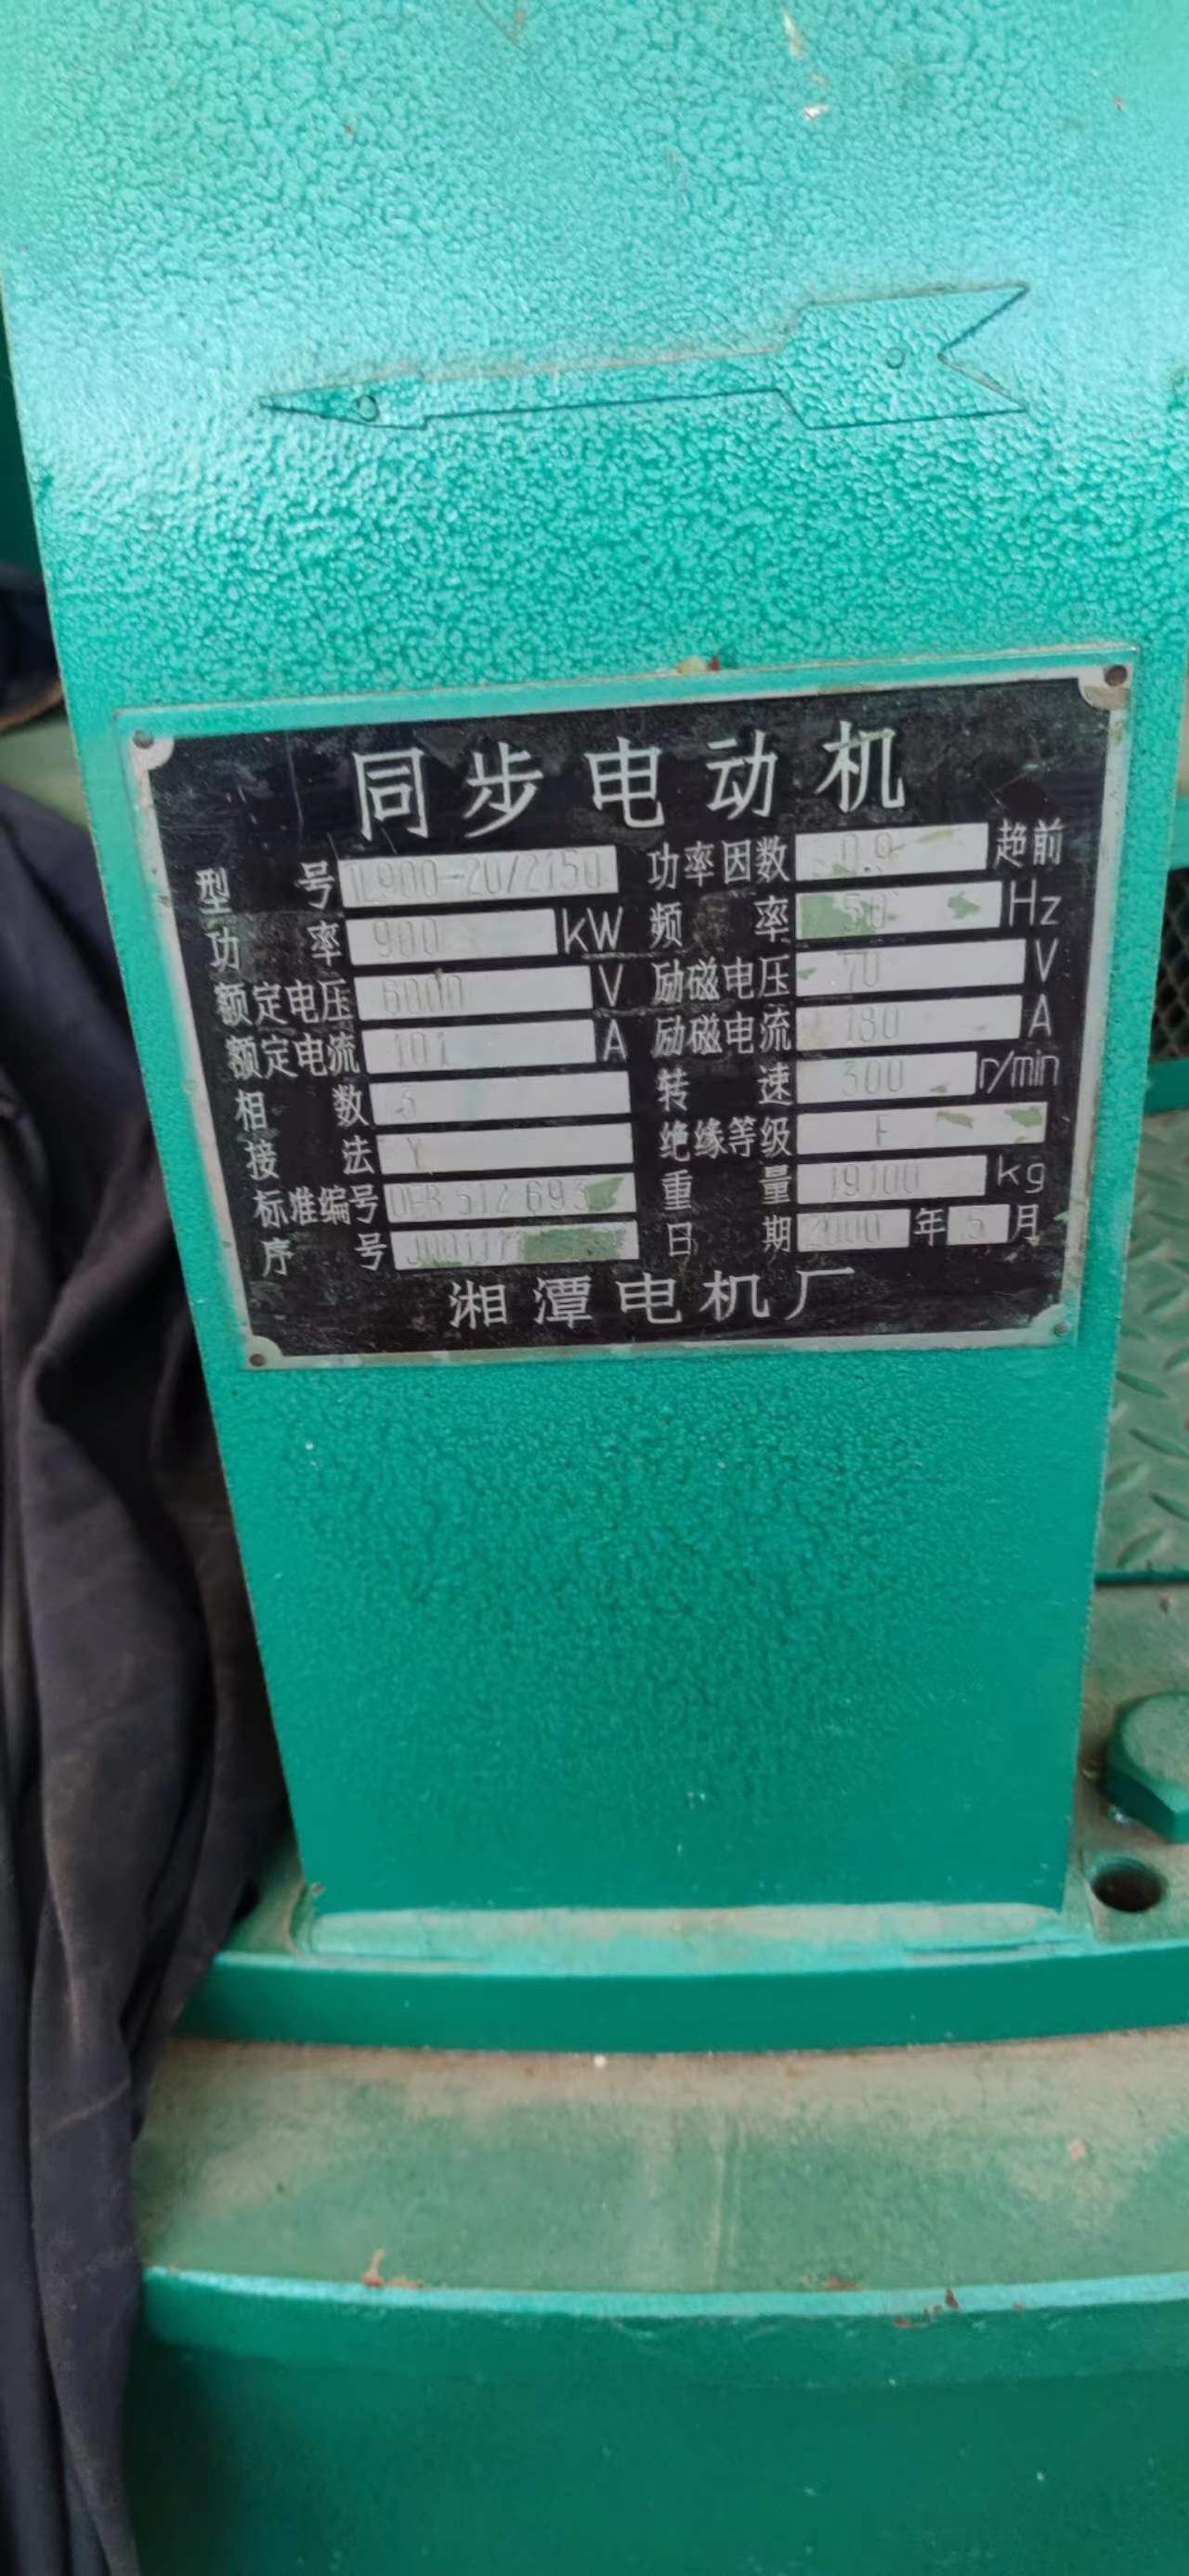 同步电动机
型号 L900-20/2150 功率因数 0.9 超前
功率 900 kW 频率 50 Hz
额定电压 6000 V 励磁电压 70 V
额定电流 101 A 励磁电流 180 A
相数 3 转速 300 r/min
接法 Y 绝缘等级 F
标准编号 512 693 重量 19100 kg
序号 日期 2000 年 5 月
湘潭电机厂